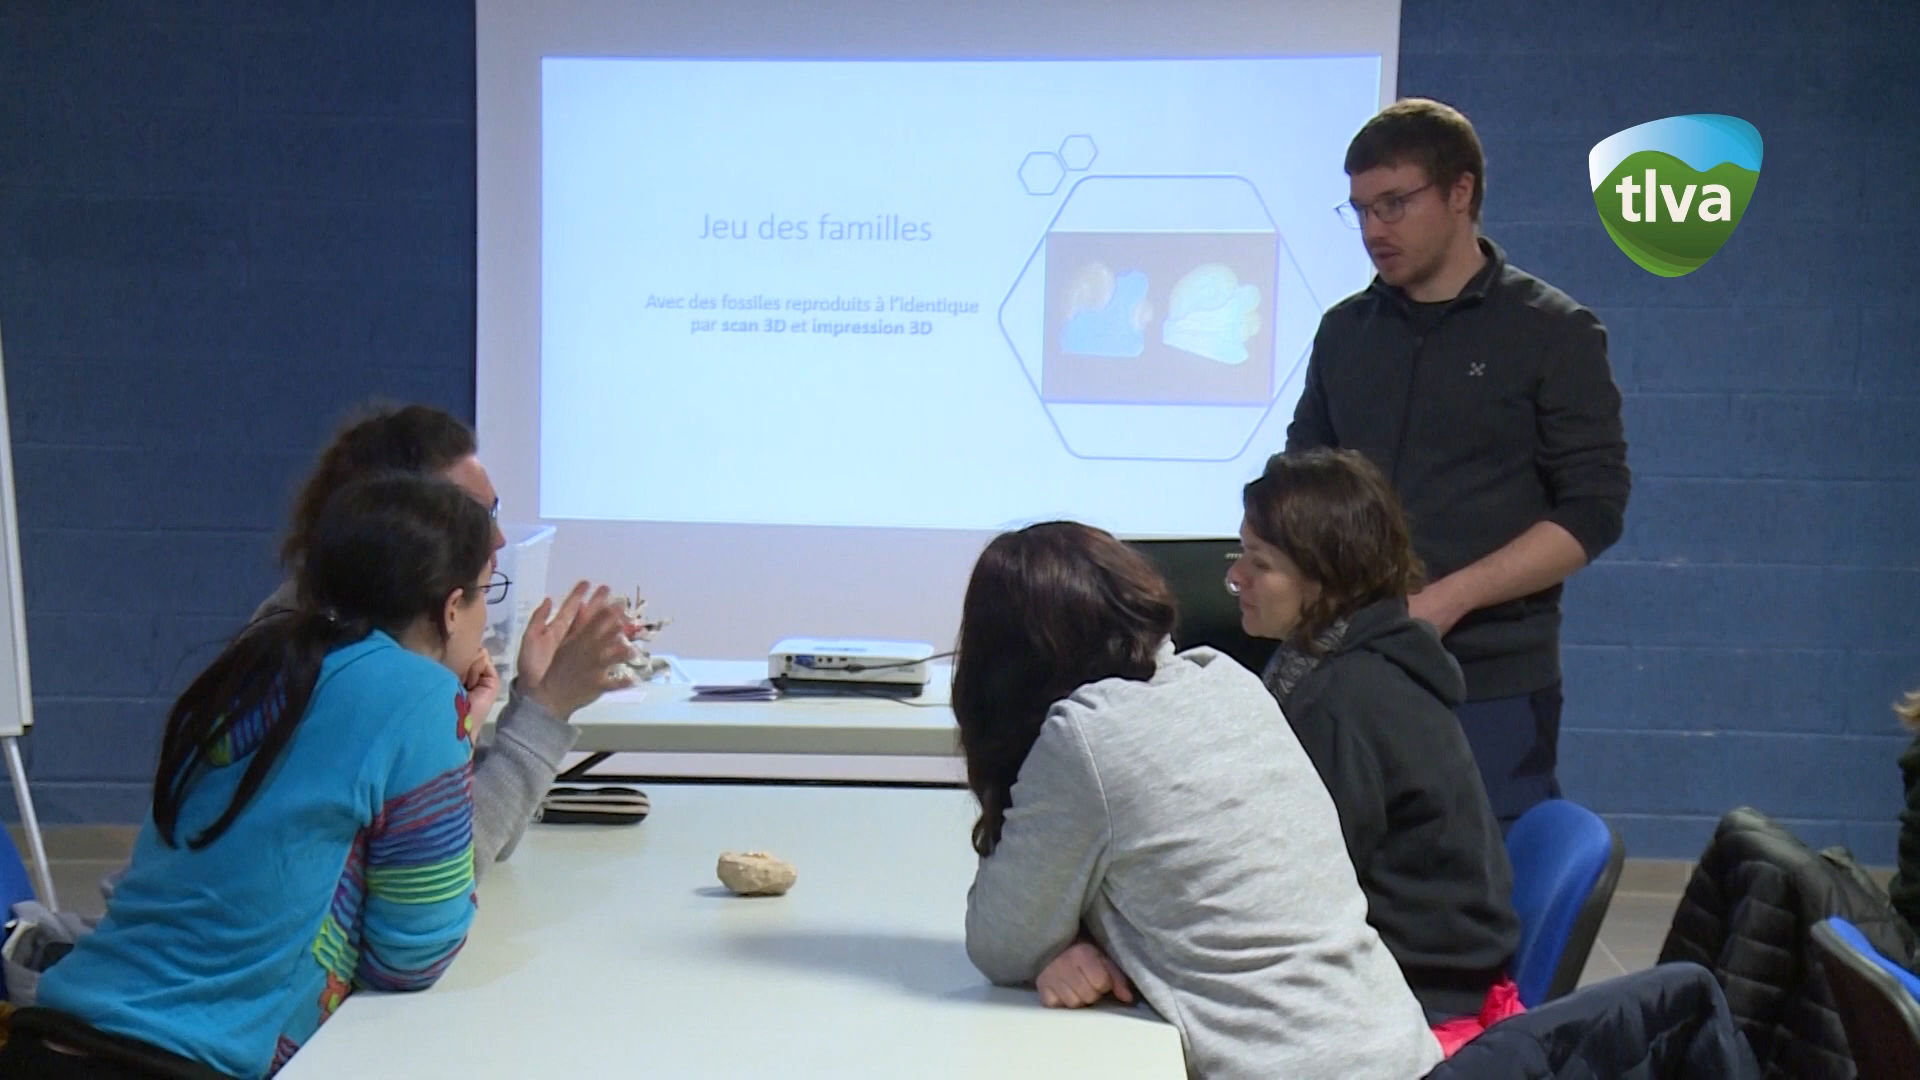 Jeu des familles
Avec des fossiles reproduits à l'identique
par scan 3D et impression 3D
tlva